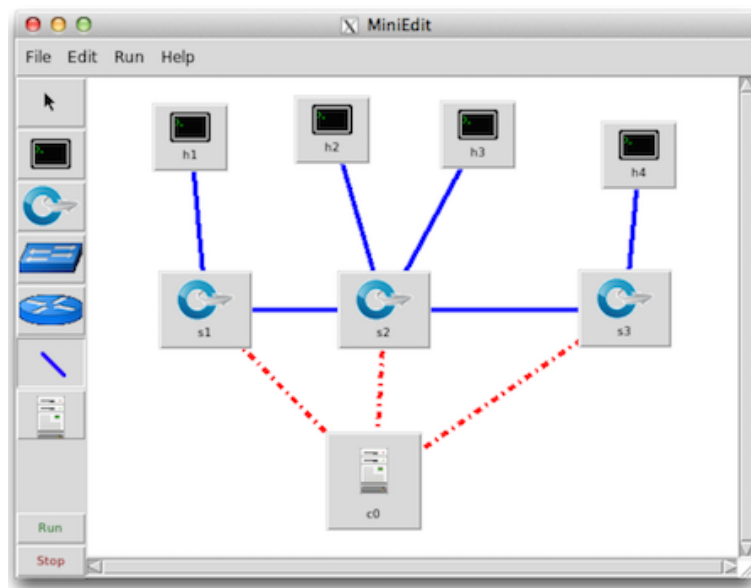 MiniEdit
File Edit Run Help
h1
h2
h3
h4
s1
s2
s3
c0
Run
Stop